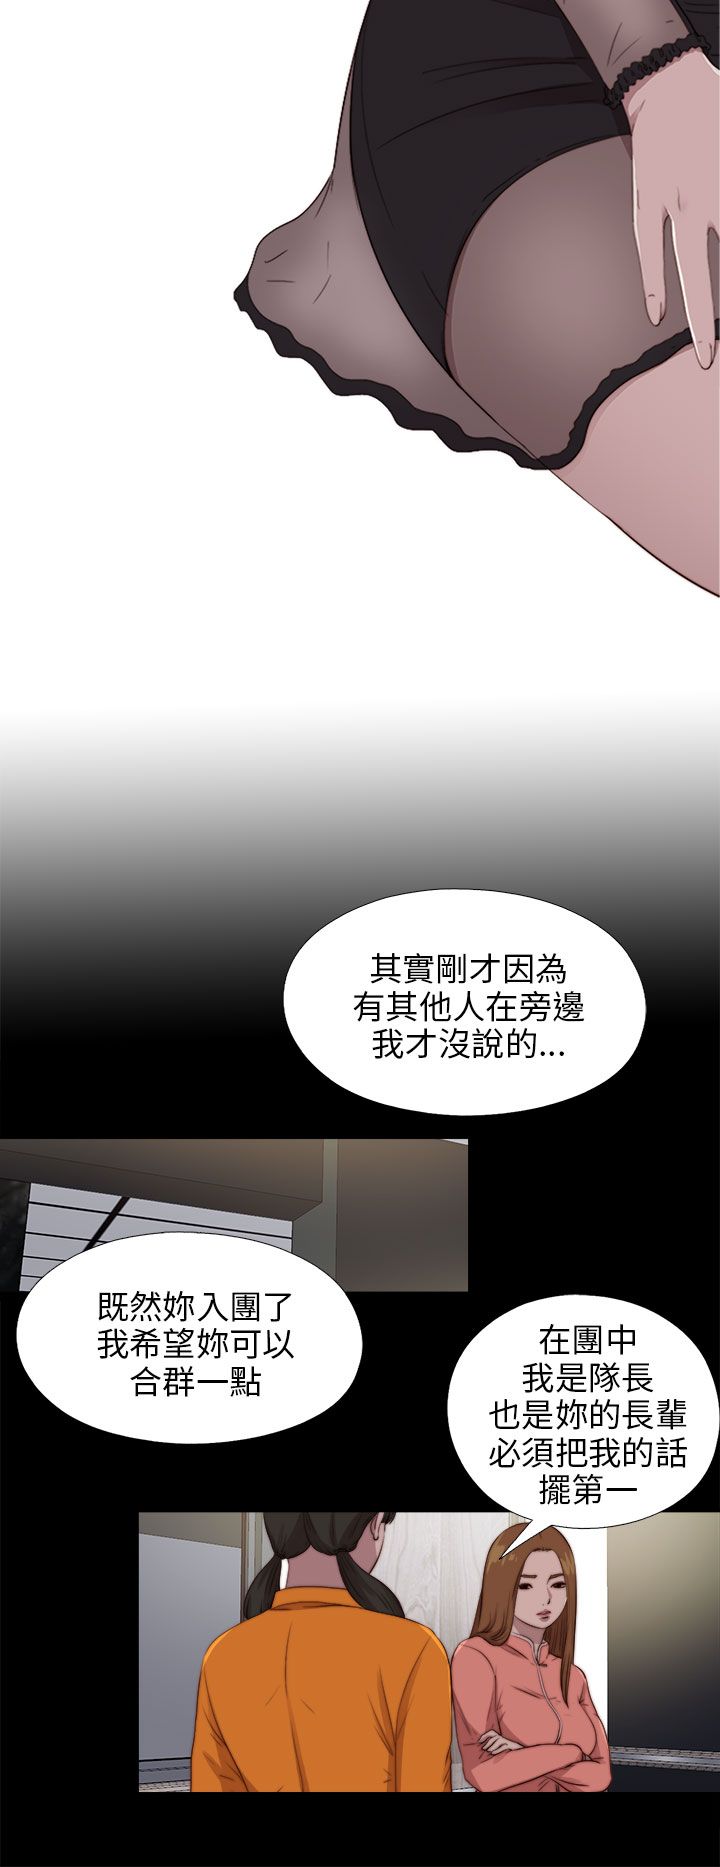 其實剛才因為
有其他人在旁邊
我才沒說的...
既然妳入團了
我希望妳可以
合群一點
在團中
我是隊長
也是妳的長輩
必須把我的話
擺第一